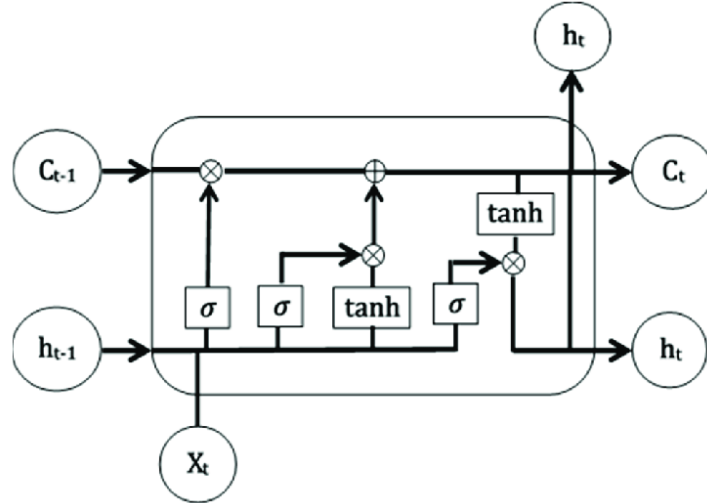 hₜ
Cₜ₋₁
Cₜ
tanh
σ
σ
tanh
σ
hₜ₋₁
hₜ
Xₜ